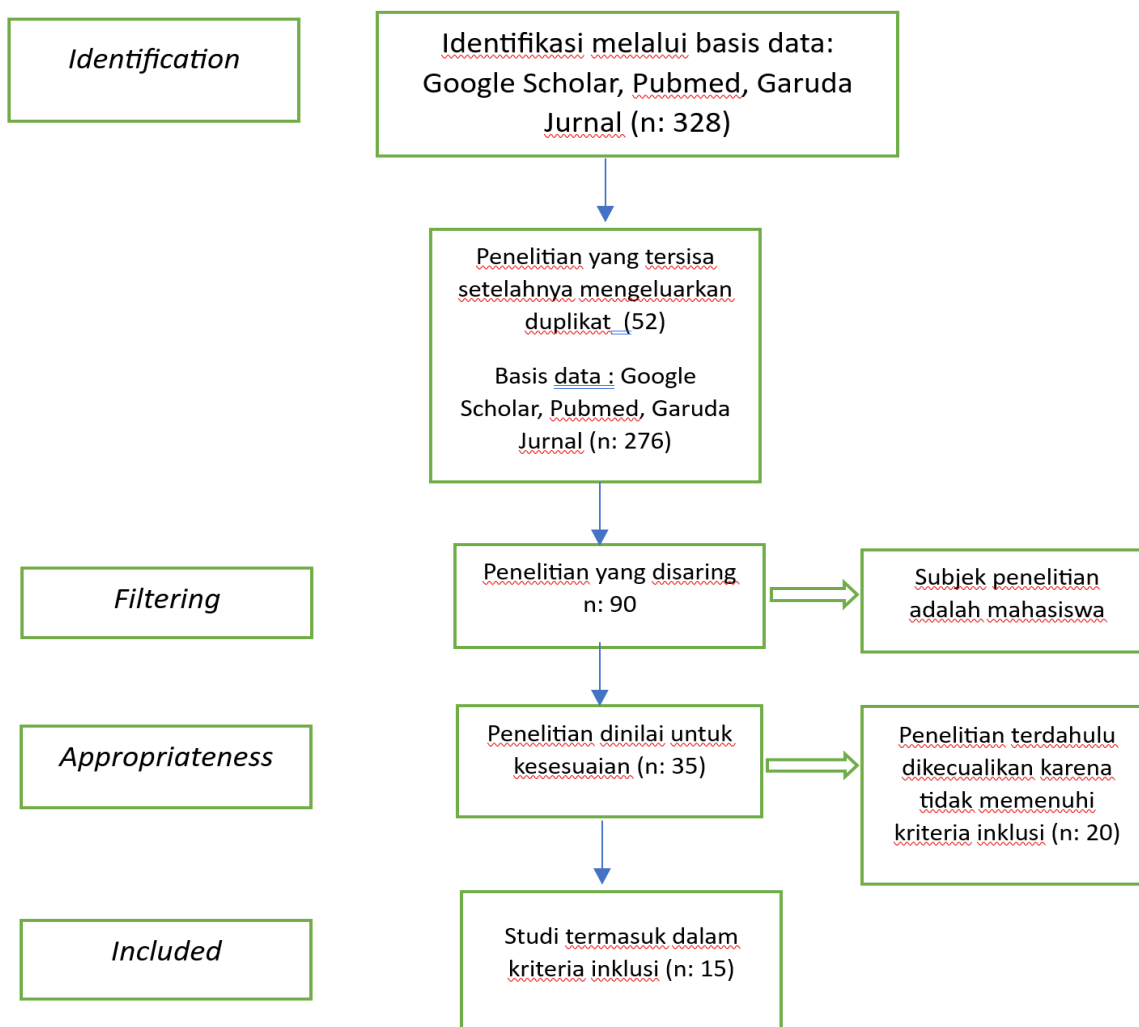 Identification
Identifikasi melalui basis data:
Google Scholar, Pubmed, Garuda
Jurnal (n: 328)
Penelitian yang tersisa
setelahnya mengeluarkan
duplikat  (52)
Basis data : Google
Scholar, Pubmed, Garuda
Jurnal (n: 276)
Filtering
Penelitian yang disaring
n: 90
Subjek penelitian
adalah mahasiswa
Appropriateness
Penelitian dinilai untuk
kesesuaian (n: 35)
Penelitian terdahulu
dikecualikan karena
tidak memenuhi
kriteria inklusi (n: 20)
Included
Studi termasuk dalam
kriteria inklusi (n: 15)